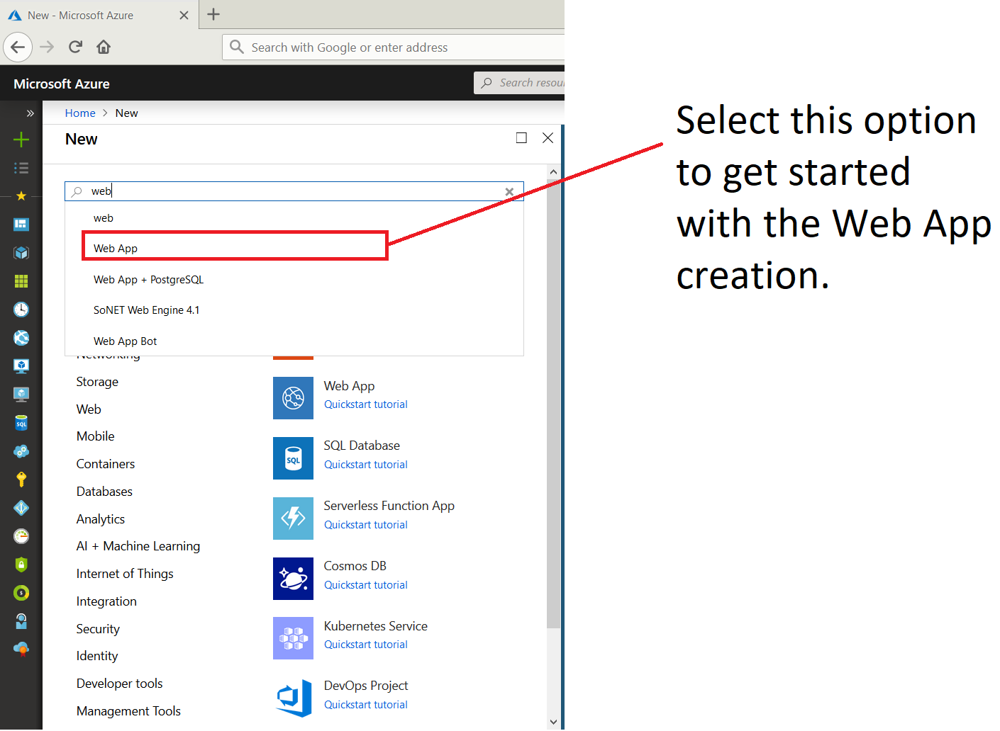 New - Microsoft Azure
Search with Google or enter address
Microsoft Azure
Search resou
Home > New
New
web
web
Web App
Web App + PostgreSQL
SoNET Web Engine 4.1
Web App Bot
Networking
Storage
Web
Mobile
Containers
Databases
Analytics
AI + Machine Learning
Internet of Things
Integration
Security
Identity
Developer tools
Management Tools
Web App
Quickstart tutorial
SQL
SQL Database
Quickstart tutorial
Serverless Function App
Quickstart tutorial
Cosmos DB
Quickstart tutorial
Kubernetes Service
Quickstart tutorial
DevOps Project
Quickstart tutorial
SQL
Select this option
to get started
with the Web App
creation.